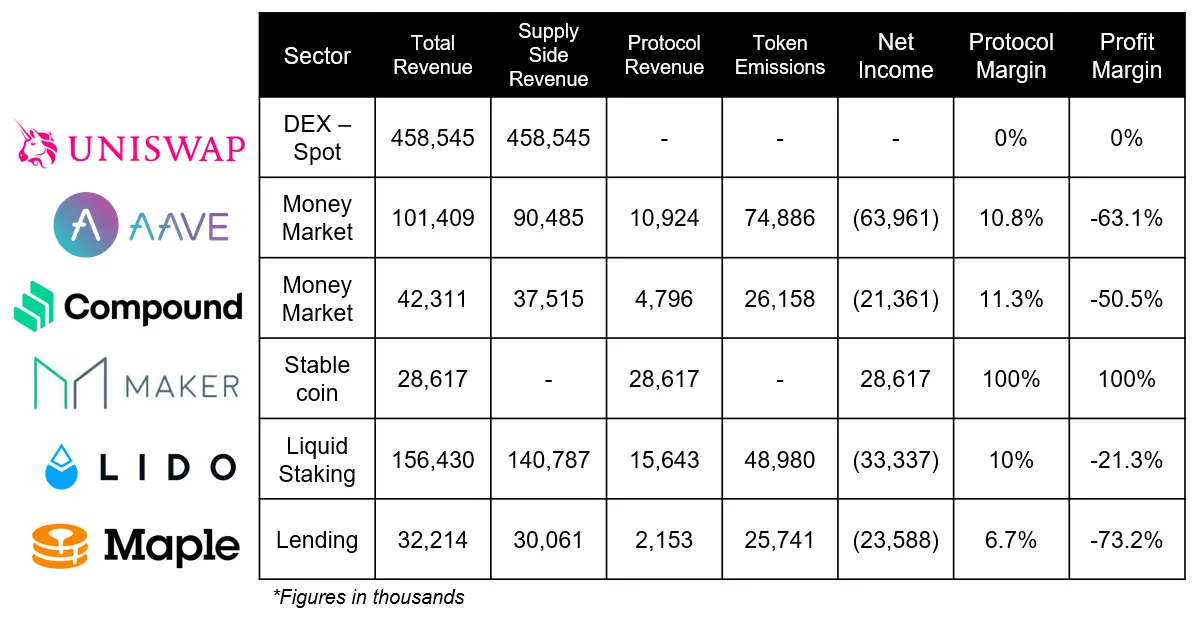 Sector Total Revenue Supply Side Revenue Protocol Revenue Token Emissions Net Income Protocol Margin Profit Margin
UNISWAP DEX – Spot 458,545 458,545 - - - 0% 0%
AAVE Money Market 101,409 90,485 10,924 74,886 (63,961) 10.8% -63.1%
Compound Money Market 42,311 37,515 4,796 26,158 (21,361) 11.3% -50.5%
MAKER Stable coin 28,617 - 28,617 - 28,617 100% 100%
LIDO Liquid Staking 156,430 140,787 15,643 48,980 (33,337) 10% -21.3%
Maple Lending 32,214 30,061 2,153 25,741 (23,588) 6.7% -73.2%
*Figures in thousands